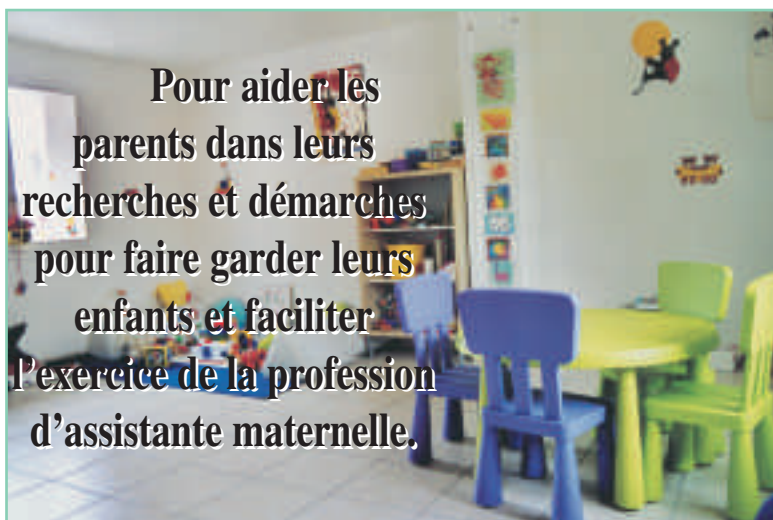 Pour aider les
parents dans leurs
recherches et démarches
pour faire garder leurs
enfants et faciliter
l’exercice de la profession
d’assistante maternelle.